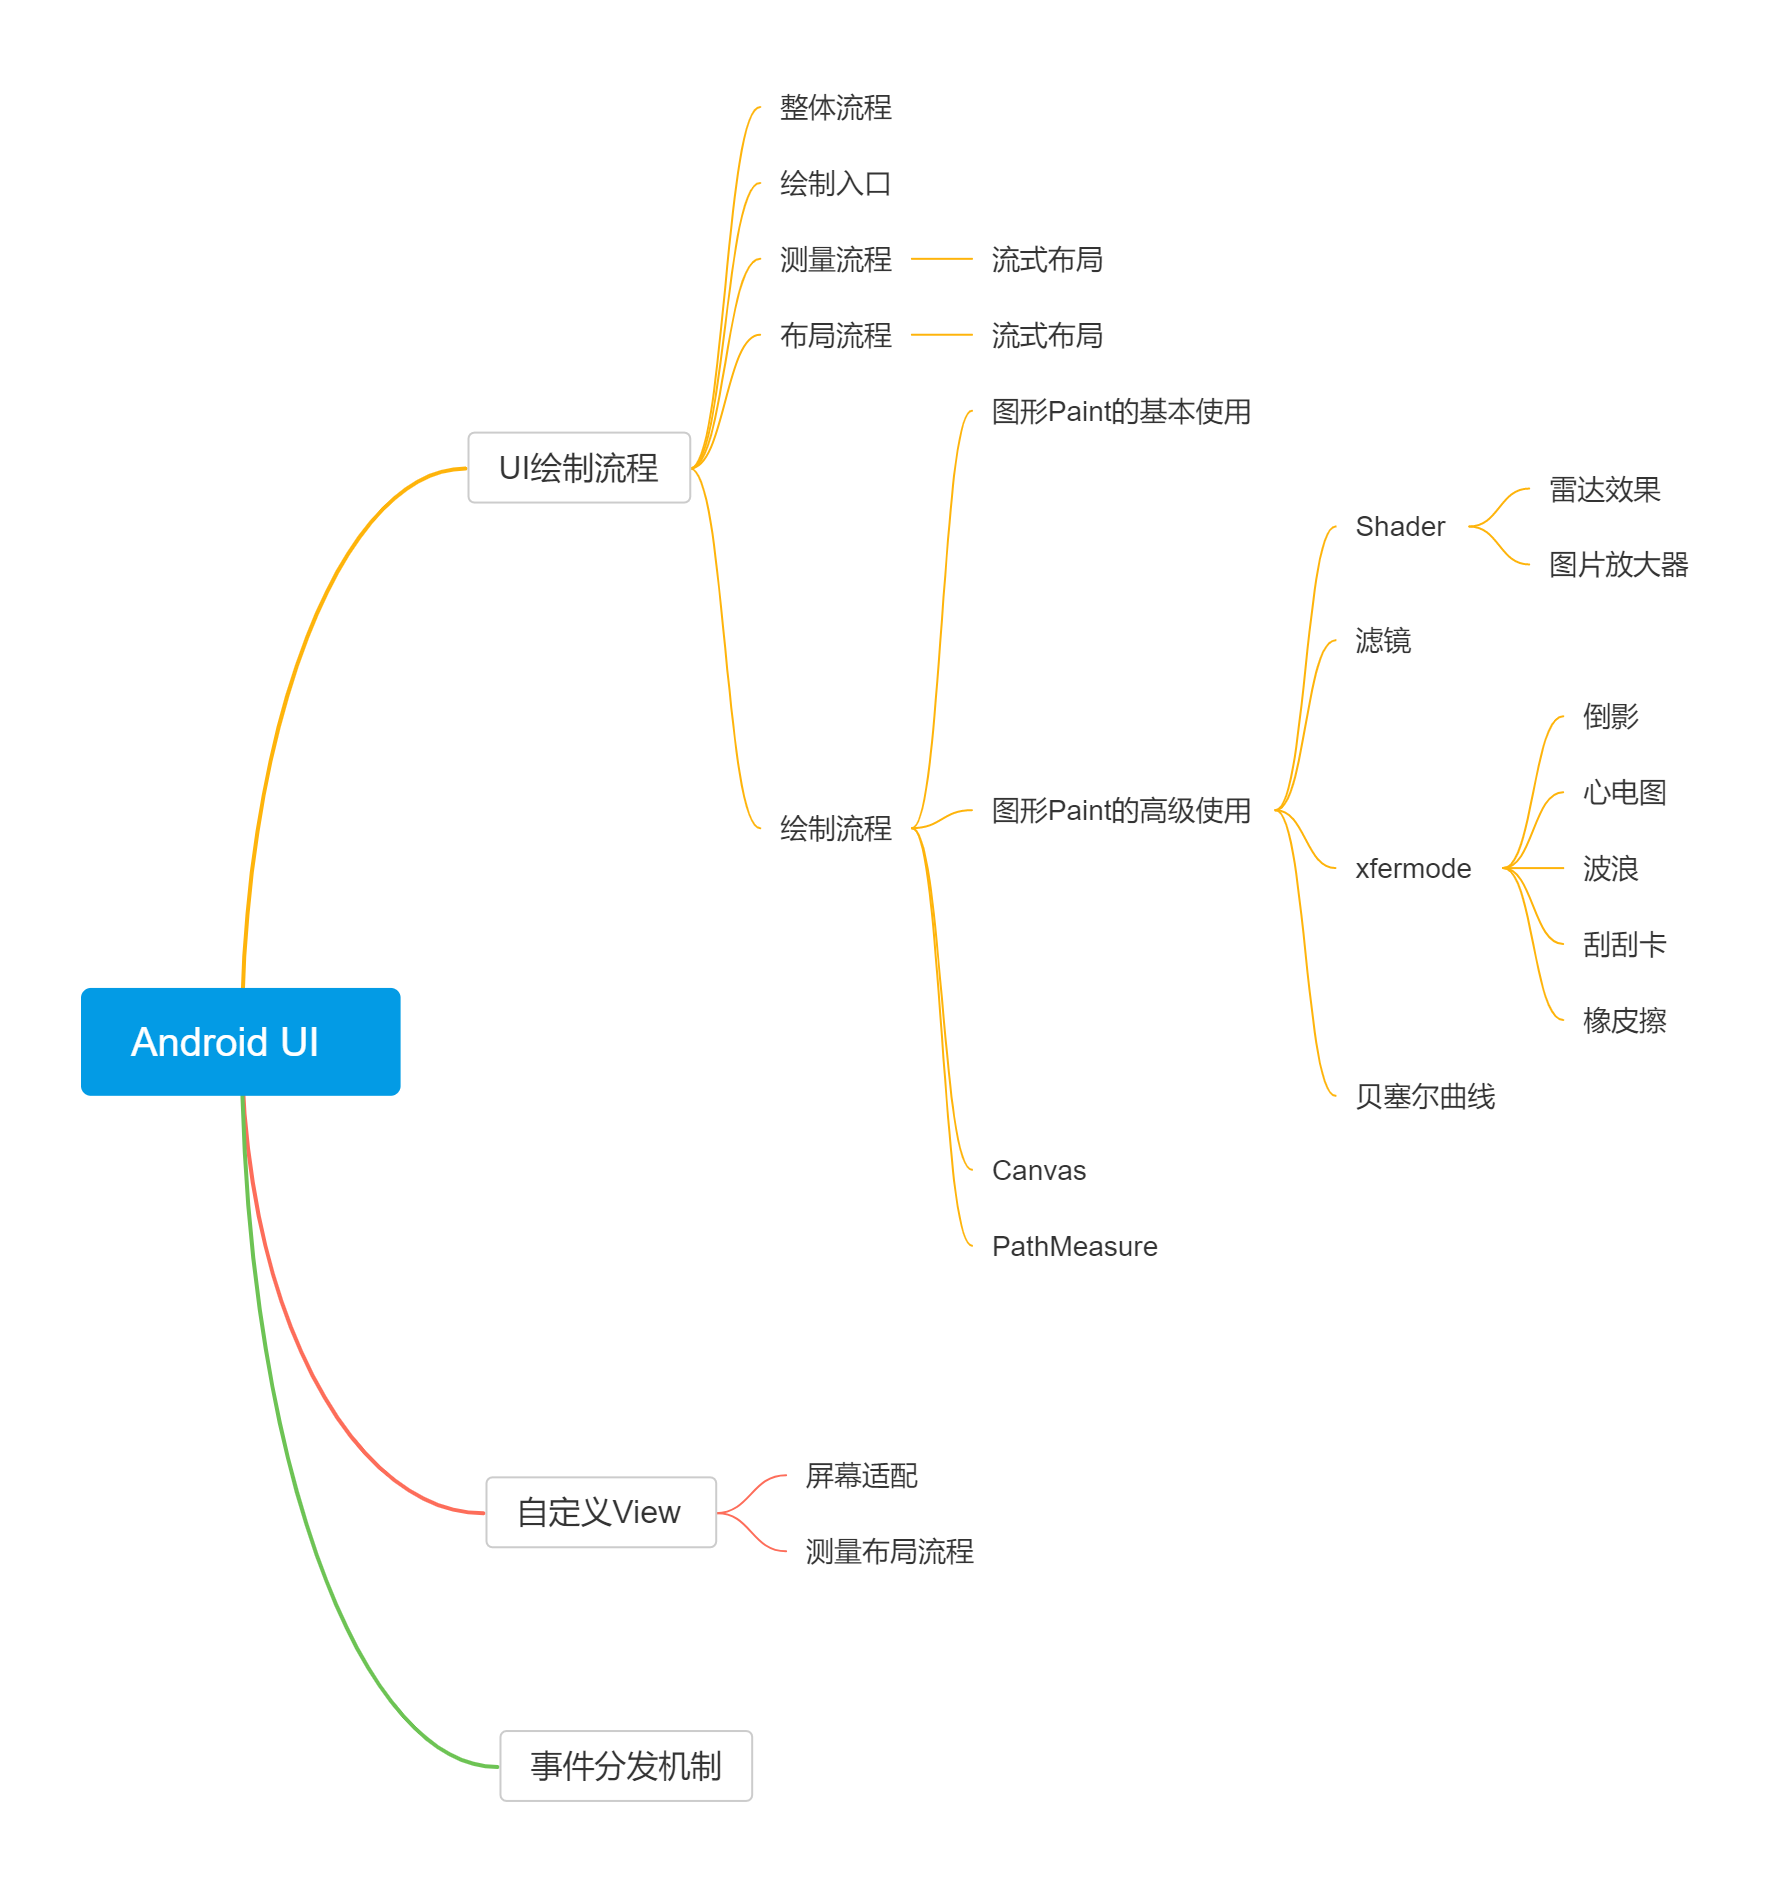 Android UI
UI绘制流程
整体流程
绘制入口
测量流程
流式布局
布局流程
流式布局
绘制流程
图形Paint的基本使用
图形Paint的高级使用
Shader
雷达效果
图片放大器
滤镜
xfermode
倒影
心电图
波浪
刮刮卡
橡皮擦
贝塞尔曲线
Canvas
PathMeasure
自定义View
屏幕适配
测量布局流程
事件分发机制